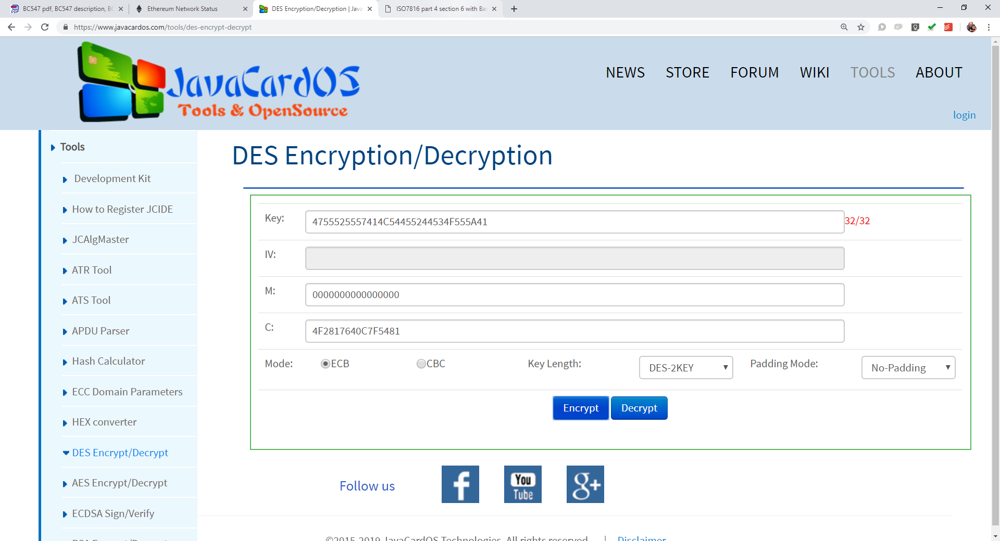 BC547 pdf, BC547 description, BC
Ethereum Network Status
DES Encryption/Decryption | Java
ISO7816 part 4 section 6 with Bas
https://www.javacardos.com/tools/des-encrypt-decrypt
JavaCardOS
Tools & OpenSource
NEWS STORE FORUM WIKI TOOLS ABOUT
login
Tools
Development Kit
How to Register JCIDE
JCAlgMaster
ATR Tool
ATS Tool
APDU Parser
Hash Calculator
ECC Domain Parameters
HEX converter
DES Encrypt/Decrypt
AES Encrypt/Decrypt
ECDSA Sign/Verify
DES Encryption/Decryption
Key: 4755525557414C54455244534F555A41 32/32
IV:
M: 0000000000000000
C: 4F2817640C7F5481
Mode: ECB CBC Key Length: DES-2KEY Padding Mode: No-Padding
Encrypt Decrypt
Follow us
f You Tube g+
©2015-2019 JavaCardOS Technologies. All rights reserved. | Disclaimer